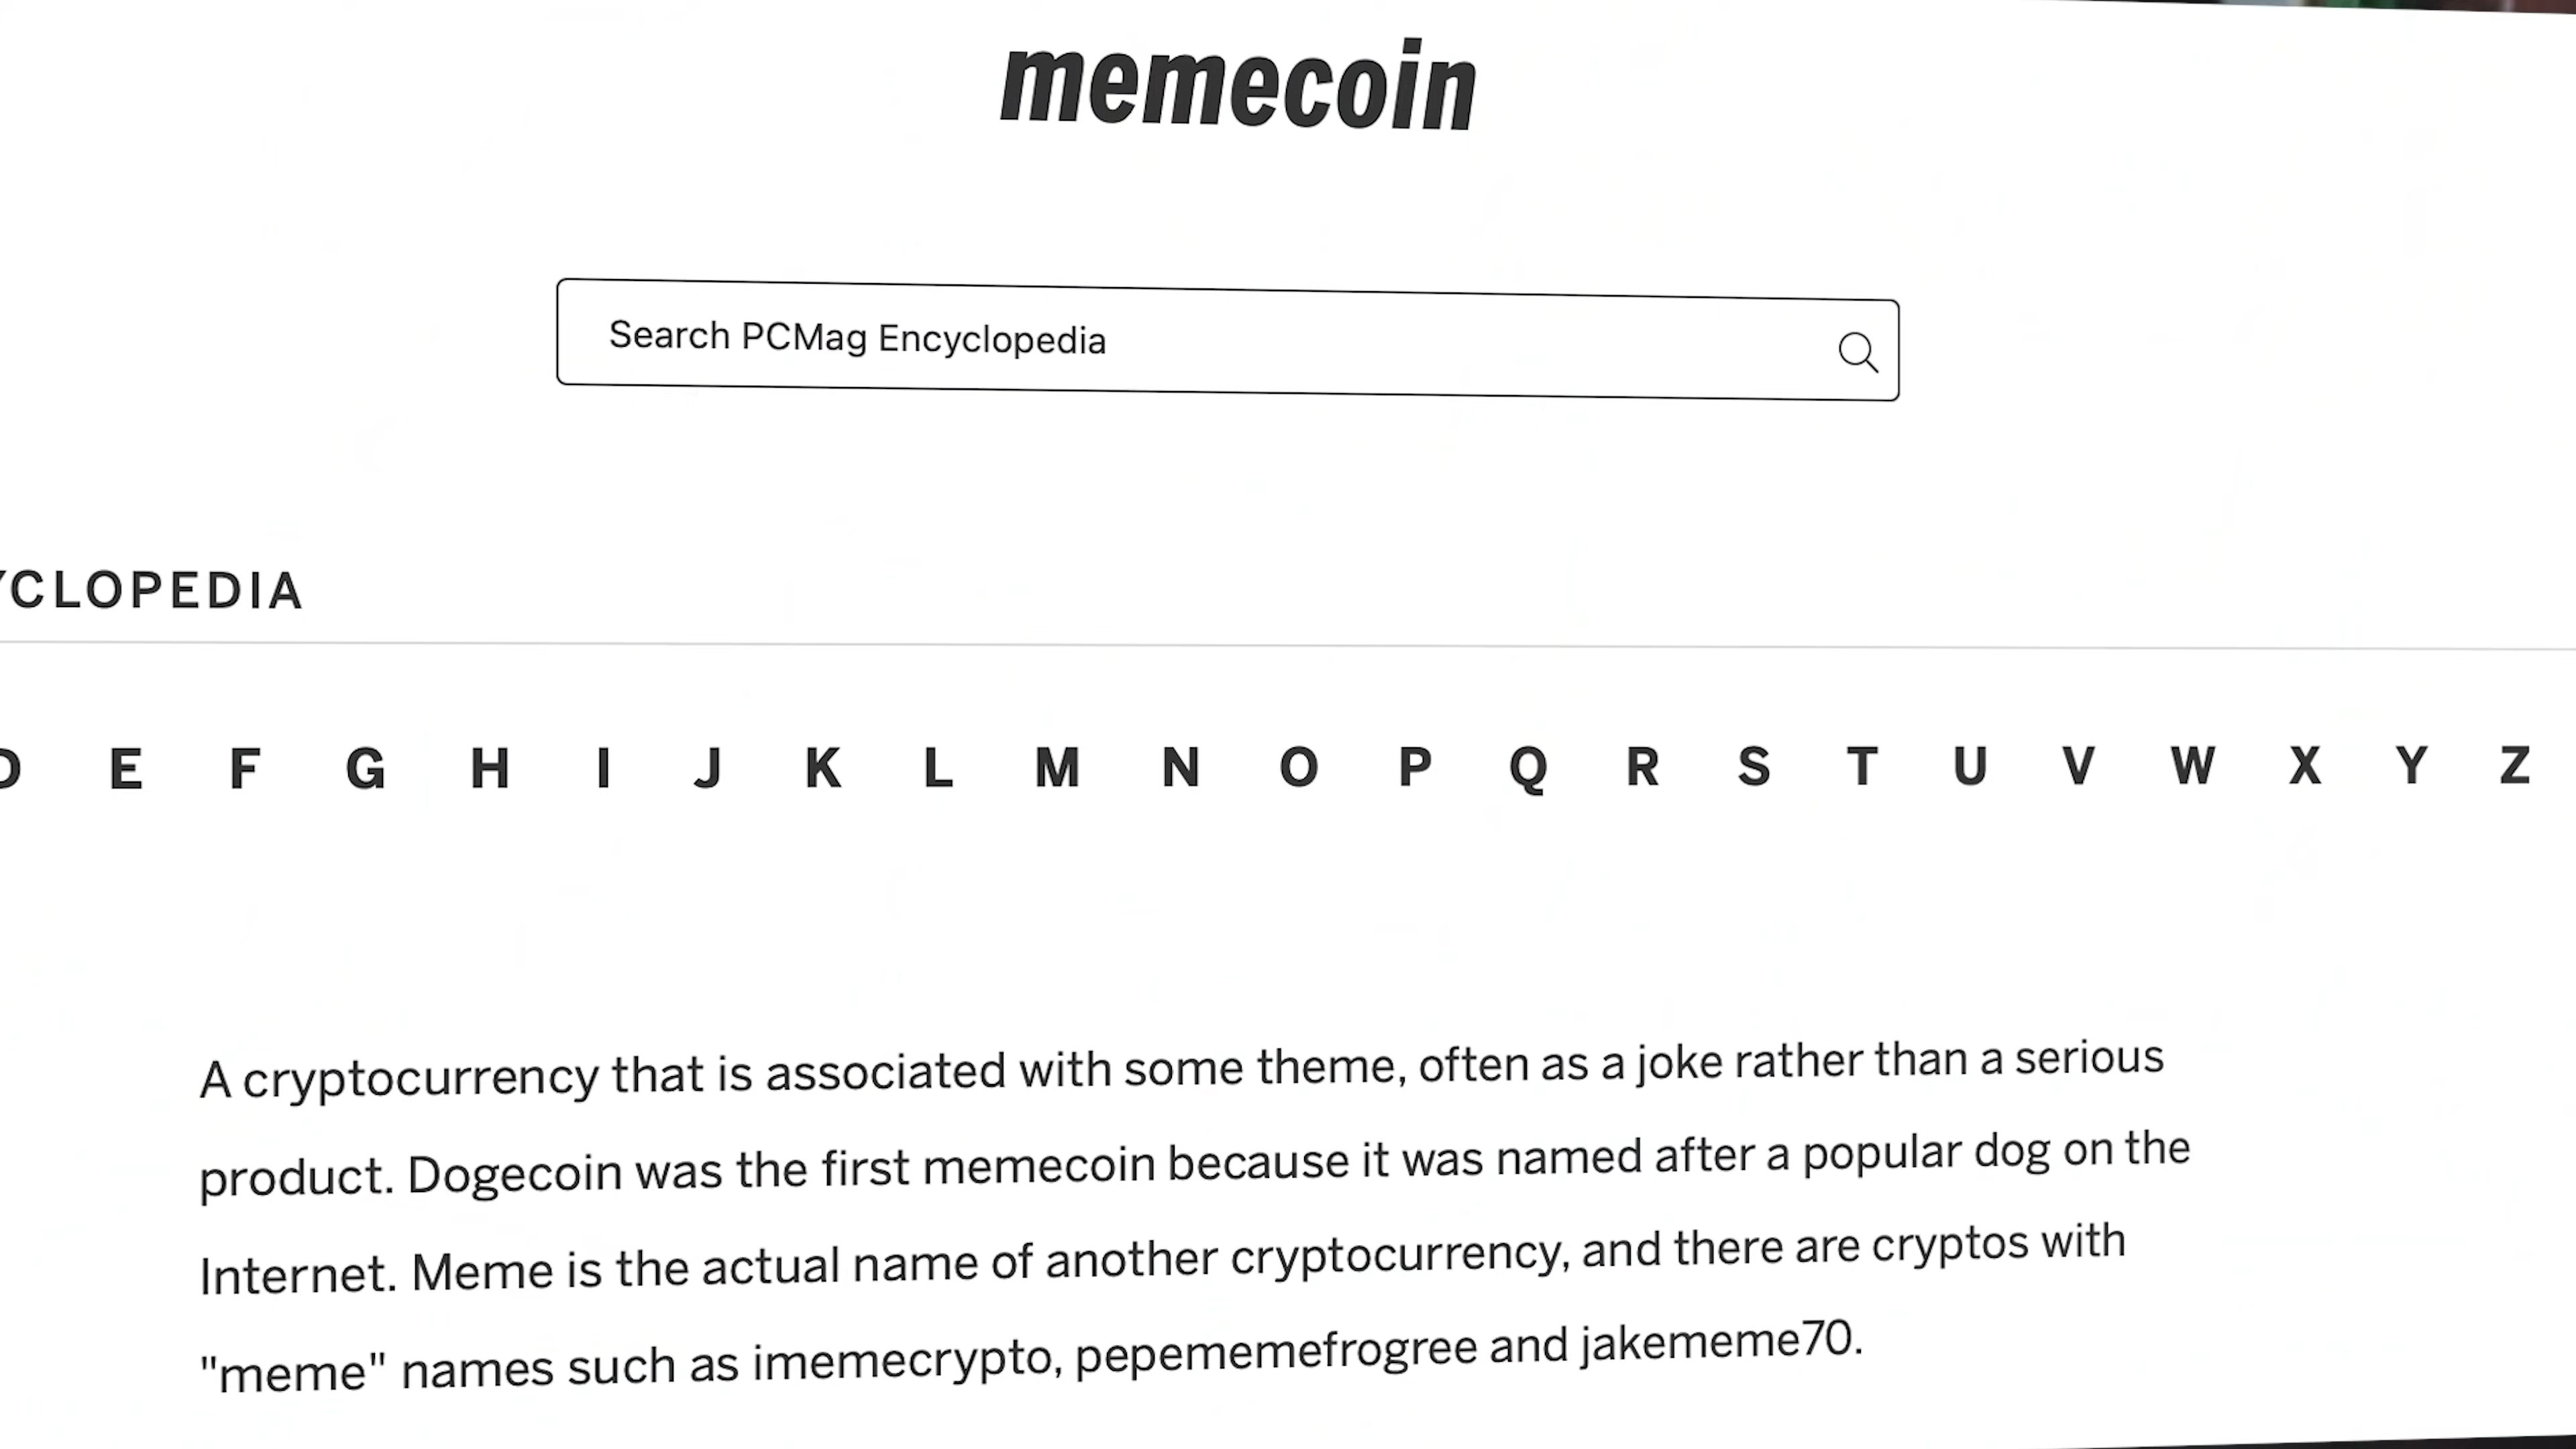 memecoin
Search PCMag Encyclopedia
YCLOPEDIA
D E F G H I J K L M N O P Q R S T U V W X Y Z
A cryptocurrency that is associated with some theme, often as a joke rather than a serious
product. Dogecoin was the first memecoin because it was named after a popular dog on the
Internet. Meme is the actual name of another cryptocurrency, and there are cryptos with
"meme" names such as imemecrypto, pepememefrogree and jakememe70.